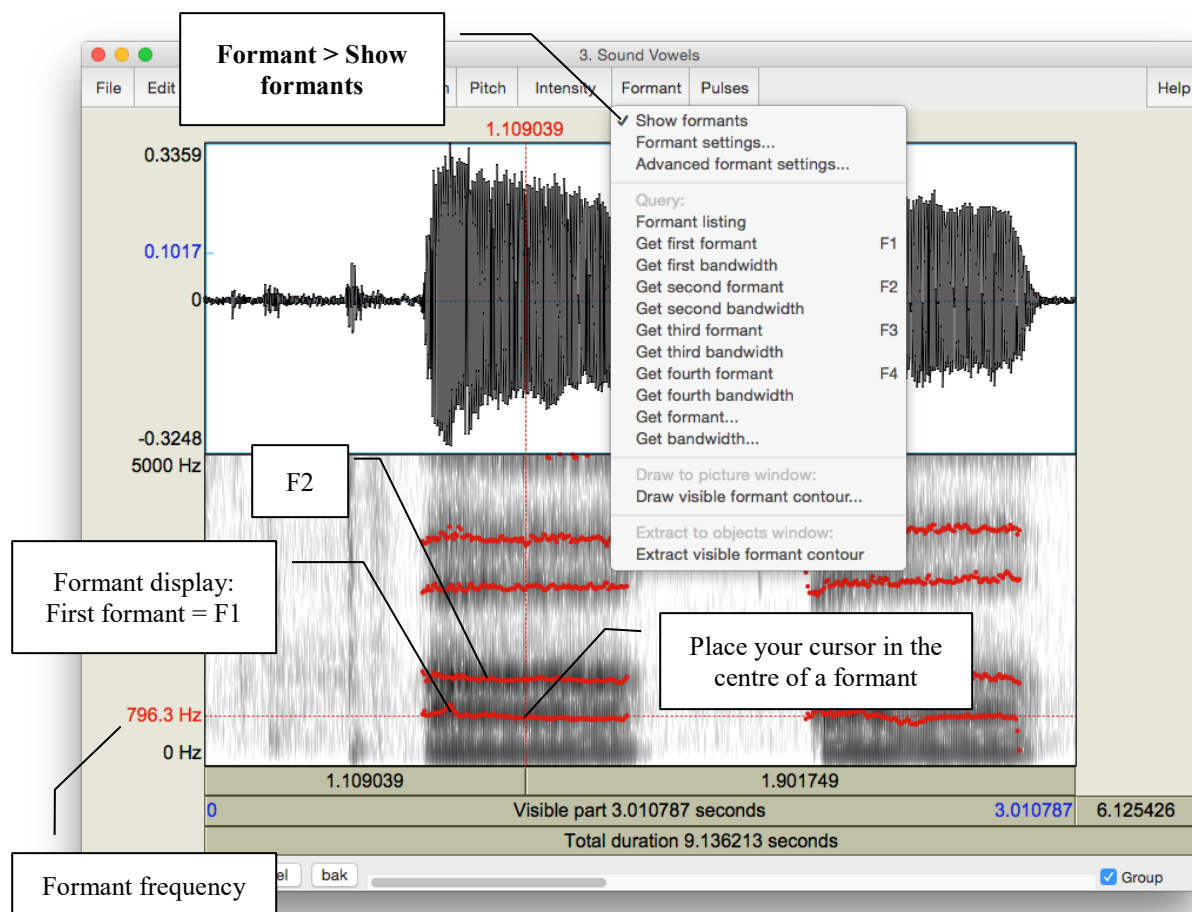 Formant > Show
formants
3. Sound Vowels
File Edit Pitch Intensity Formant Pulses Help
1.109039
0.3359
0.1017
0
-0.3248
5000 Hz
✓ Show formants
Formant settings...
Advanced formant settings...
Query:
Formant listing
Get first formant F1
Get first bandwidth
Get second formant F2
Get second bandwidth
Get third formant F3
Get third bandwidth
Get fourth formant F4
Get fourth bandwidth
Get formant...
Get bandwidth...
Draw to picture window:
Draw visible formant contour...
Extract to objects window:
Extract visible formant contour
F2
Formant display:
First formant = F1
Place your cursor in the
centre of a formant
796.3 Hz
0 Hz
1.109039 1.901749
0 Visible part 3.010787 seconds 3.010787 6.125426
Total duration 9.136213 seconds
Formant frequency
bak Group